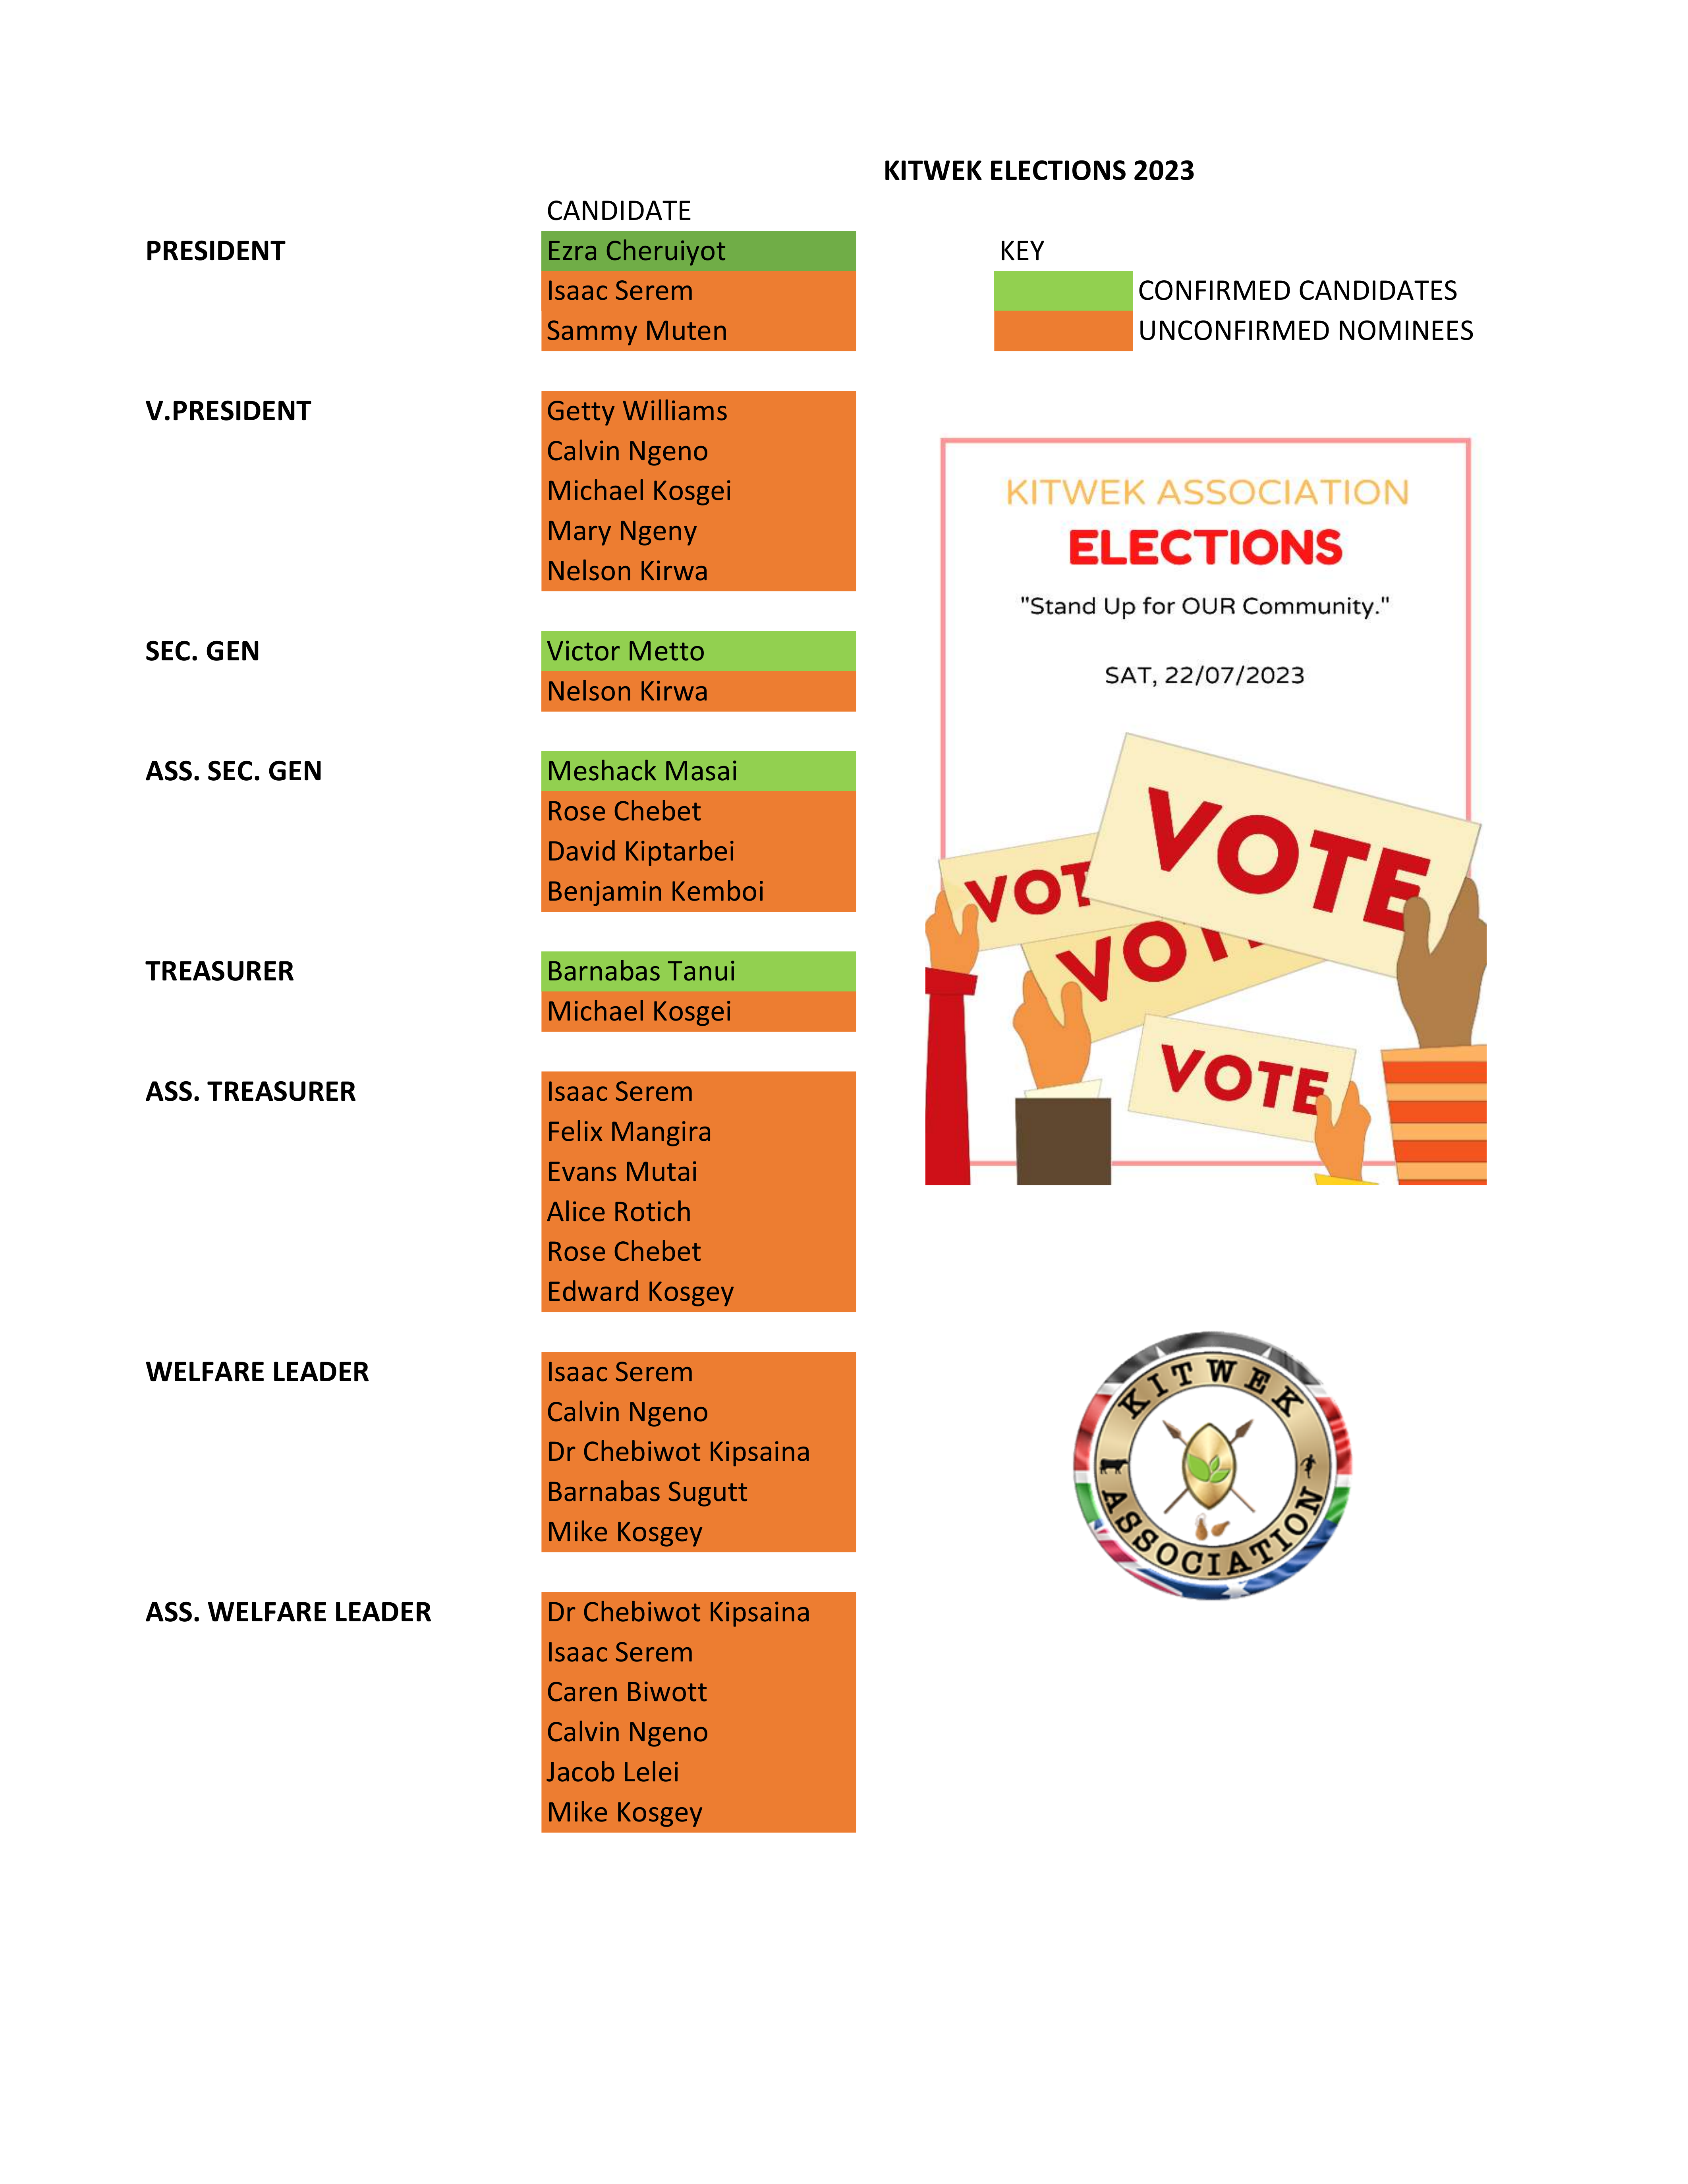 KITWEK ELECTIONS 2023
CANDIDATE
PRESIDENT
Ezra Cheruiyot
Isaac Serem
Sammy Muten
KEY
CONFIRMED CANDIDATES
UNCONFIRMED NOMINEES
V.PRESIDENT
Getty Williams
Calvin Ngeno
Michael Kosgei
Mary Ngeny
Nelson Kirwa
SEC. GEN
Victor Metto
Nelson Kirwa
ASS. SEC. GEN
Meshack Masai
Rose Chebet
David Kiptarbei
Benjamin Kemboi
TREASURER
Barnabas Tanui
Michael Kosgei
ASS. TREASURER
Isaac Serem
Felix Mangira
Evans Mutai
Alice Rotich
Rose Chebet
Edward Kosgey
WELFARE LEADER
Isaac Serem
Calvin Ngeno
Dr Chebiwot Kipsaina
Barnabas Sugutt
Mike Kosgey
ASS. WELFARE LEADER
Dr Chebiwot Kipsaina
Isaac Serem
Caren Biwott
Calvin Ngeno
Jacob Lelei
Mike Kosgey
KITWEK ASSOCIATION
ELECTIONS
"Stand Up for OUR Community."
SAT, 22/07/2023
VOTE
VOT
VOT
VOTE
KITWEK
ASSOCIATION